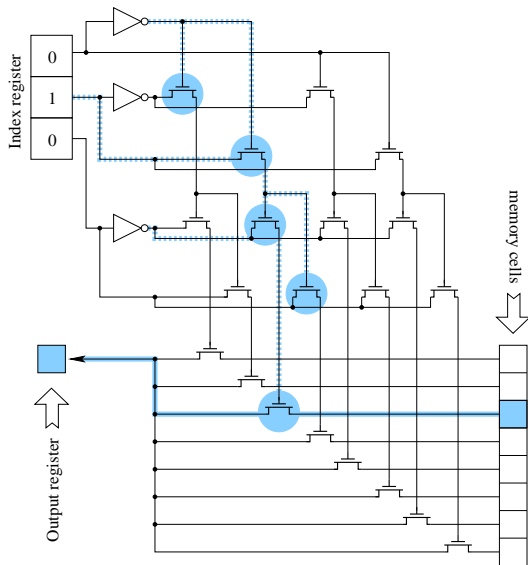 Index register
0
1
0
memory cells
Output register